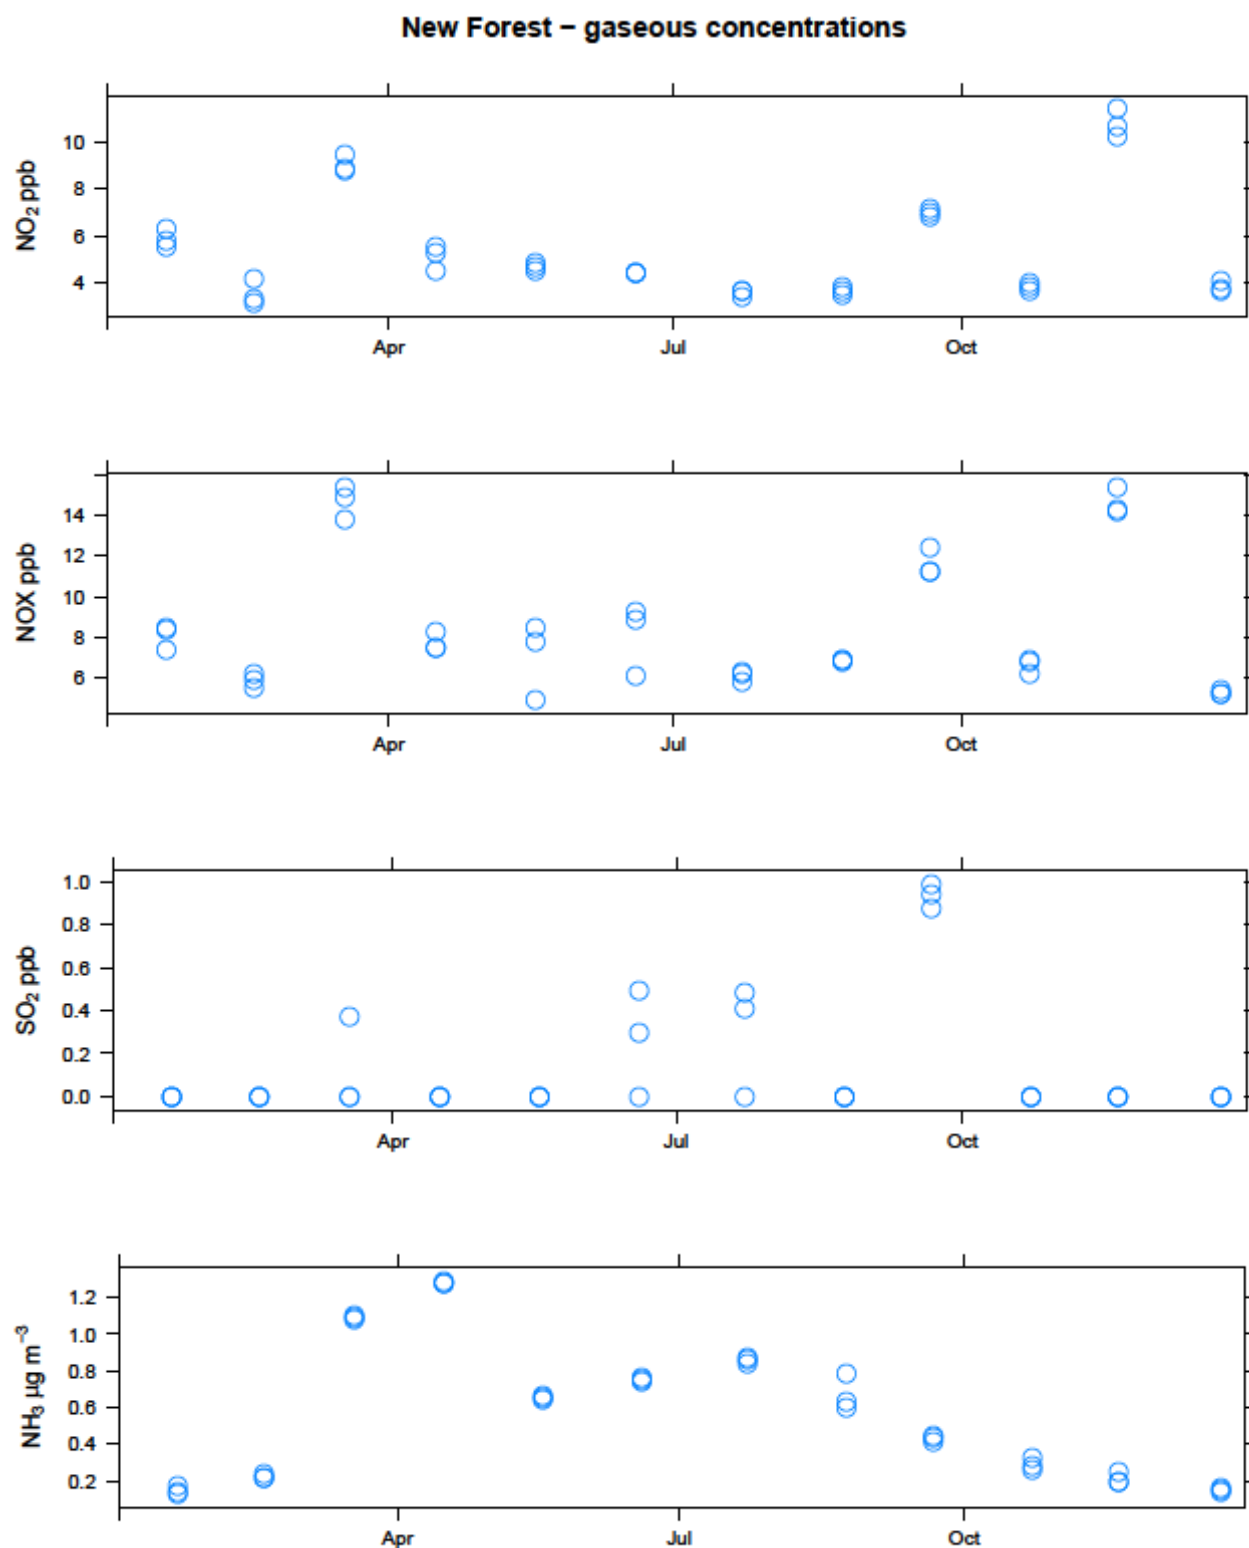 New Forest − gaseous concentrations
NO₂ ppb
10
8
6
4
Apr Jul Oct
NOX ppb
14
12
10
8
6
Apr Jul Oct
SO₂ ppb
1.0
0.8
0.6
0.4
0.2
0.0
Apr Jul Oct
NH₃ µg m⁻³
1.2
1.0
0.8
0.6
0.4
0.2
Apr Jul Oct